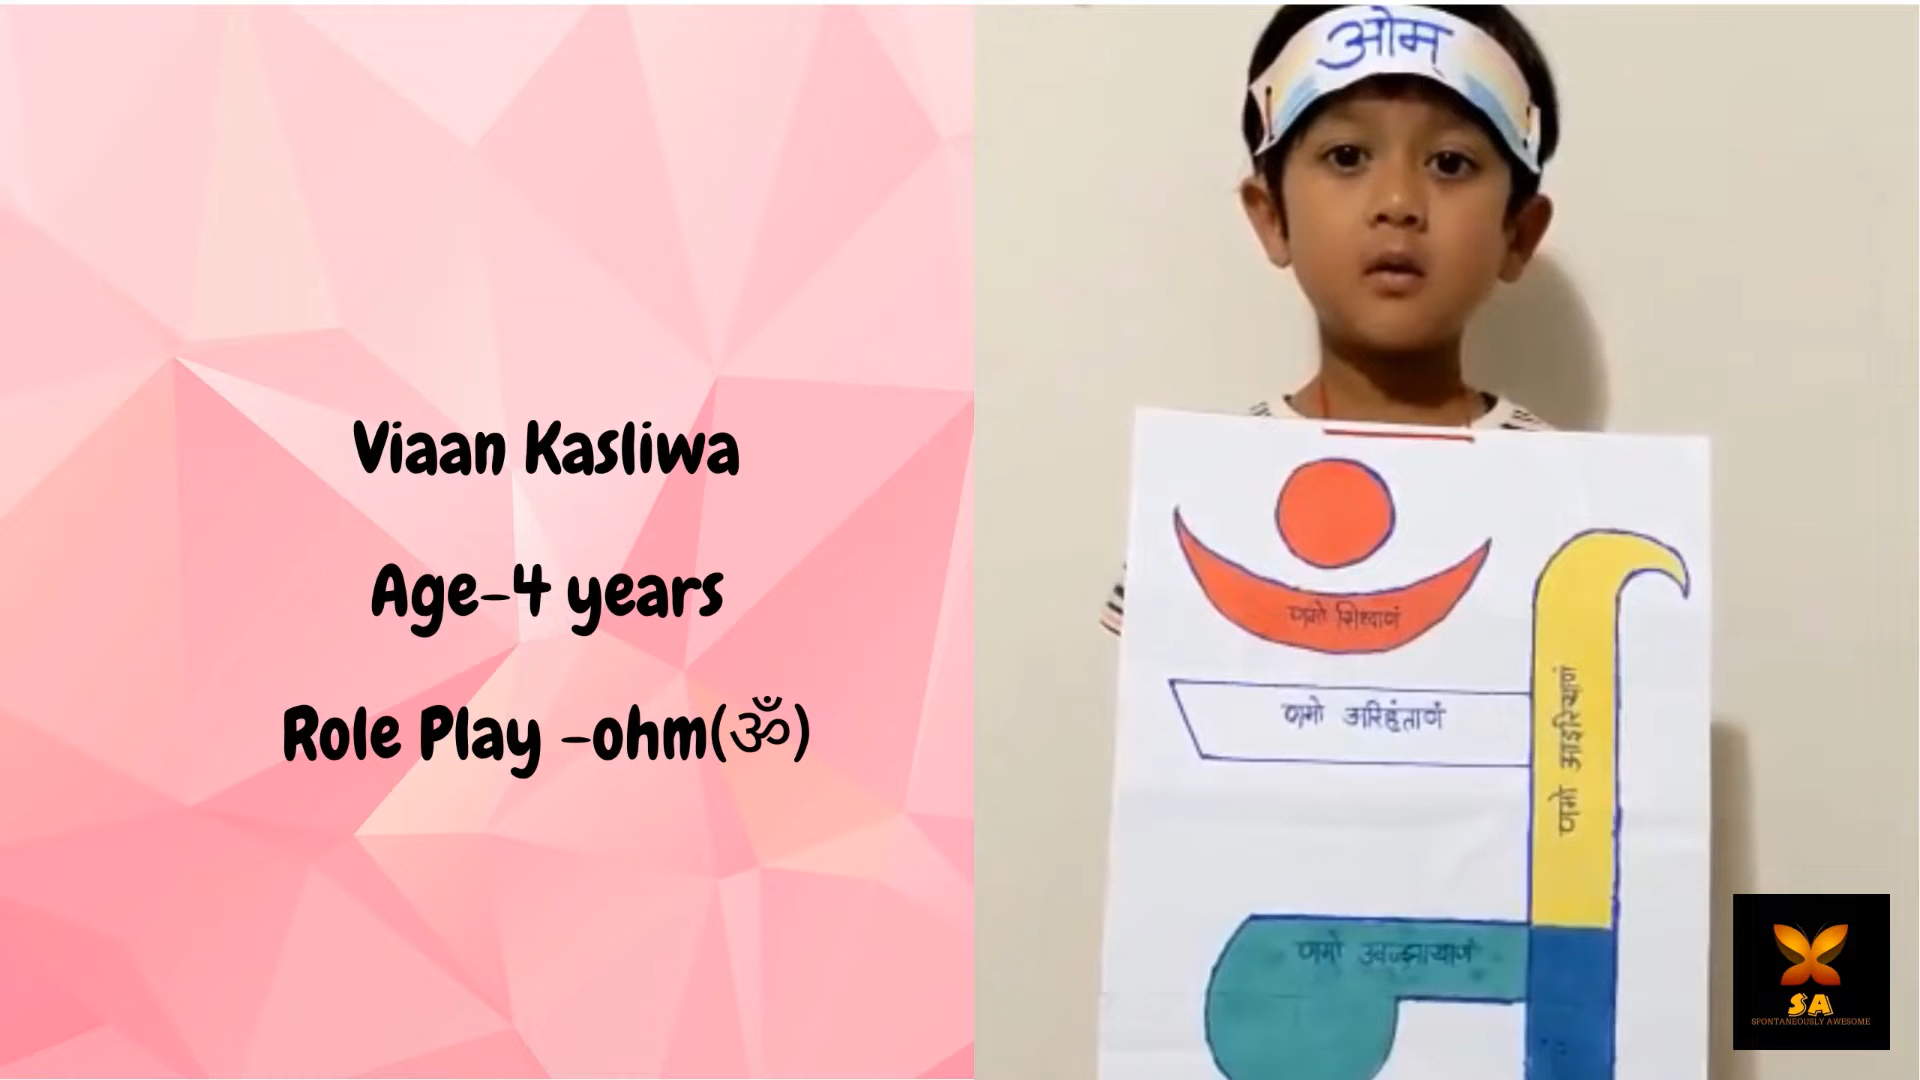 Viaan Kasliwa
Age-4 years
Role Play -ohm(ॐ)
ओम्
णमो सिध्दाणं
णमो अरिहंताणं
णमो आइरियाणं
णमो उवज्झायाणं
SA
SPONTANEOUSLY AWESOME